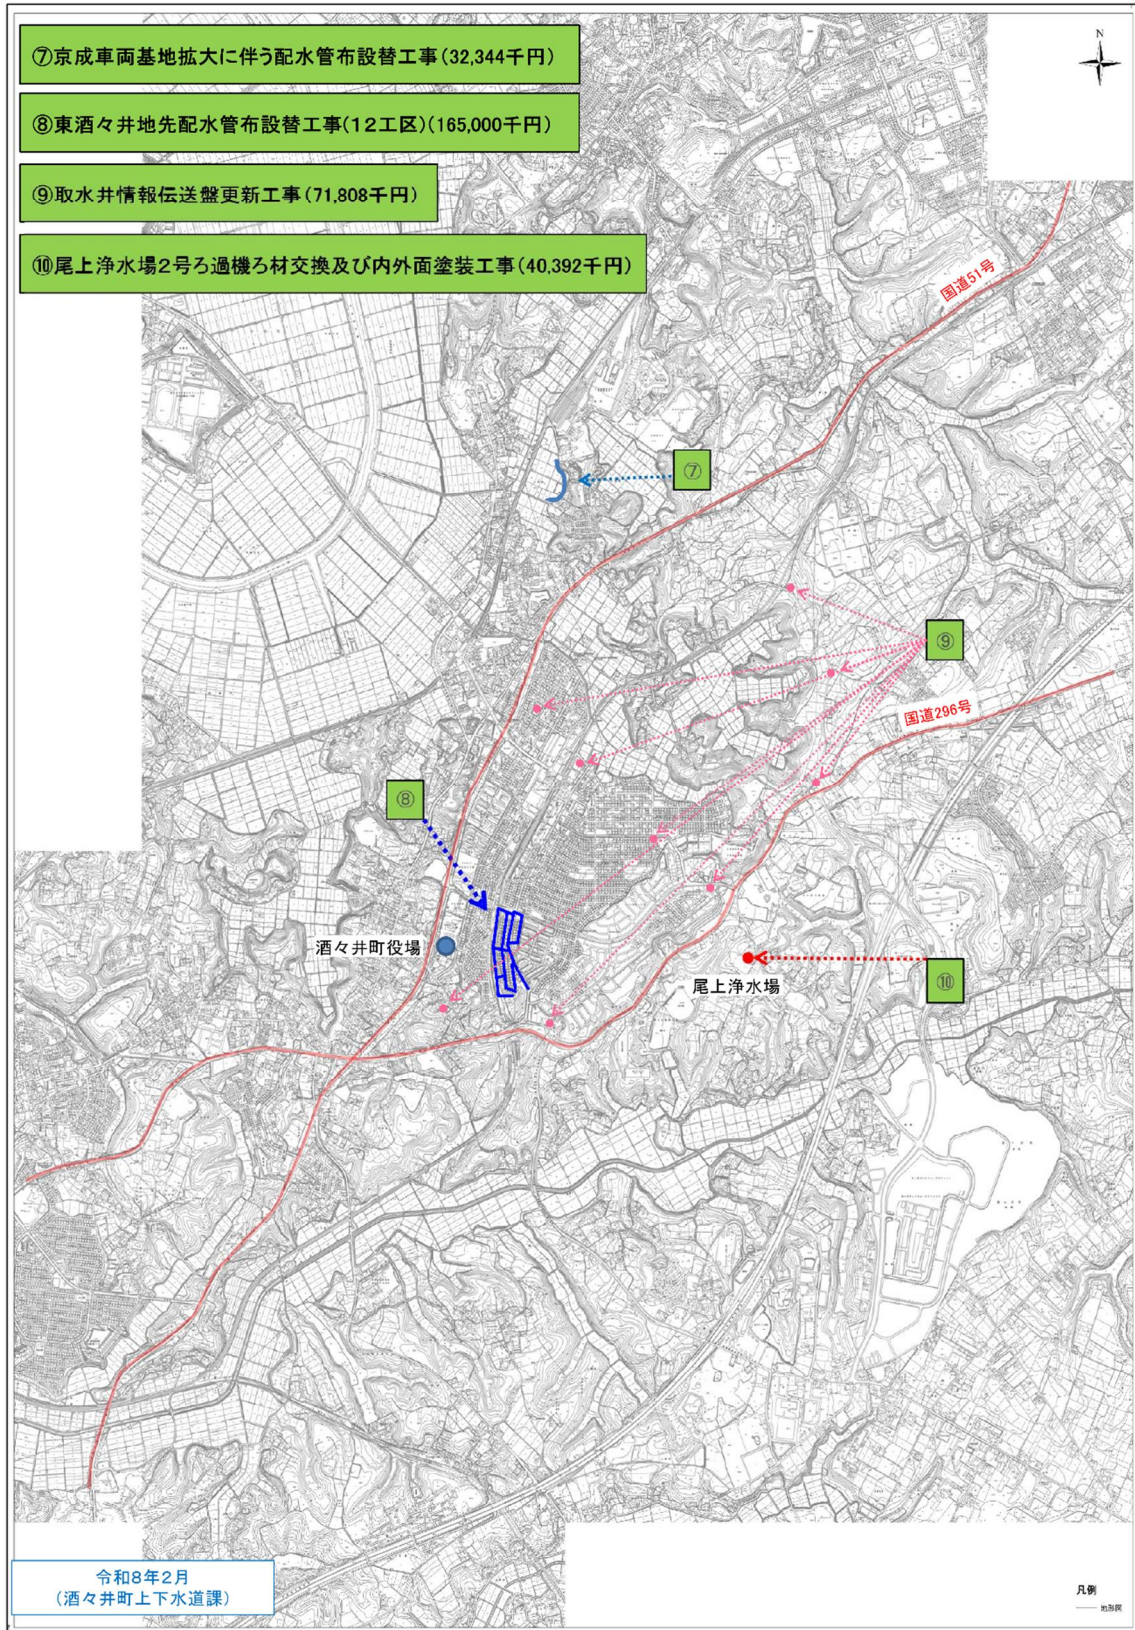 ⑦京成車両基地拡大に伴う配水管布設替工事(32,344千円)
⑧東酒々井地先配水管布設替工事(12工区)(165,000千円)
⑨取水井情報伝送盤更新工事(71,808千円)
⑩尾上浄水場2号ろ過機ろ材交換及び内外面塗装工事(40,392千円)
N
国道51号
⑦
⑨
国道296号
⑧
酒々井町役場
尾上浄水場
⑩
令和8年2月
(酒々井町上下水道課)
凡例
地形図